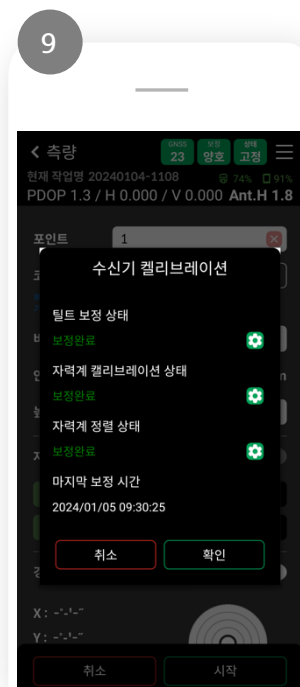 9
측량
GNSS 23 보정 양호 상태 고정
현재 작업명 20240104-1108 74% 91%
PDOP 1.3 / H 0.000 / V 0.000 Ant.H 1.8
포인트 1
수신기 켈리브레이션
틸트 보정 상태
보정완료
자력계 캘리브레이션 상태
보정완료
자력계 정렬 상태
보정완료
마지막 보정 시간
2024/01/05 09:30:25
취소 확인
X : -˚-'-"
Y : -˚-'-"
취소 시작